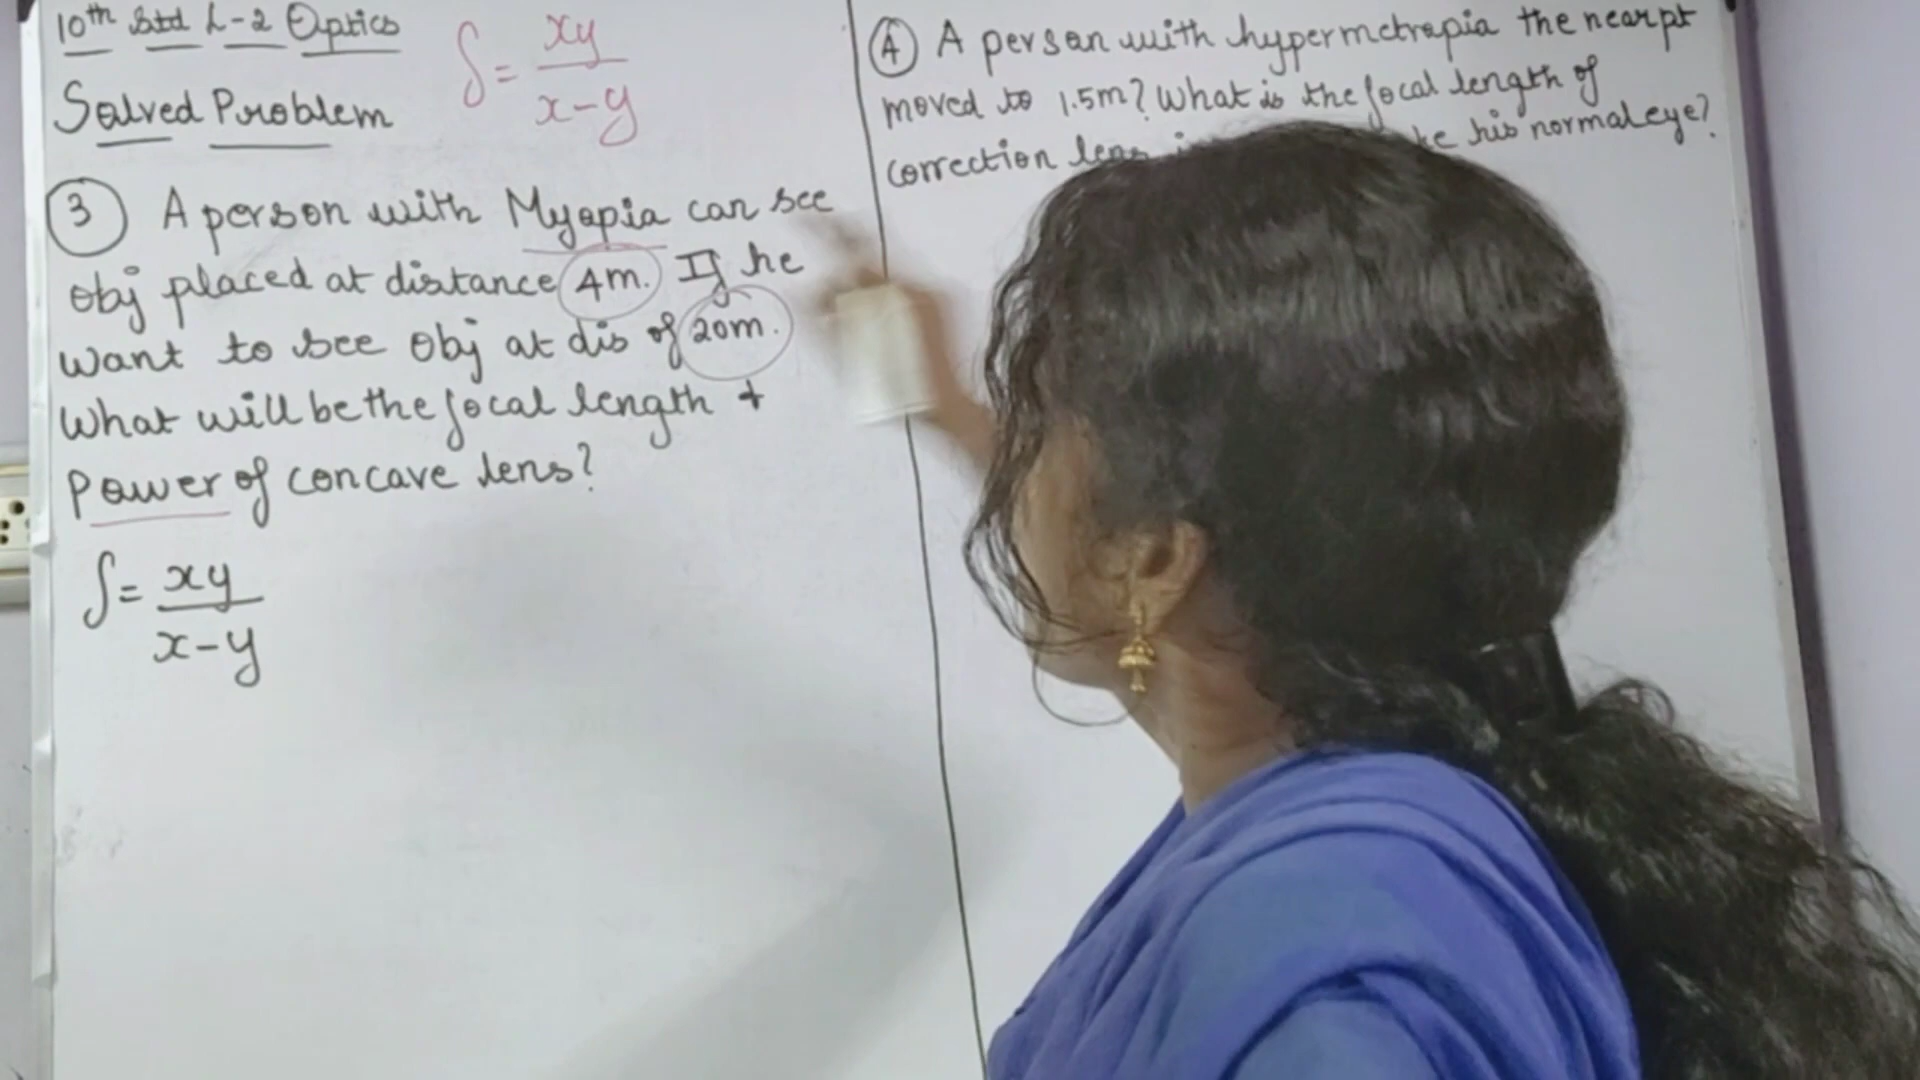 10th Std L-2 Optics
Solved Problem
f = xy / x-y
3 A person with Myopia can see
obj placed at distance 4m. If he
want to see obj at dis of 20m.
What will be the focal length +
Power of concave lens?
f = xy / x-y
4 A person with hypermetropia the near pt
moved to 1.5m? What is the focal length of
correction lens his normal eye?